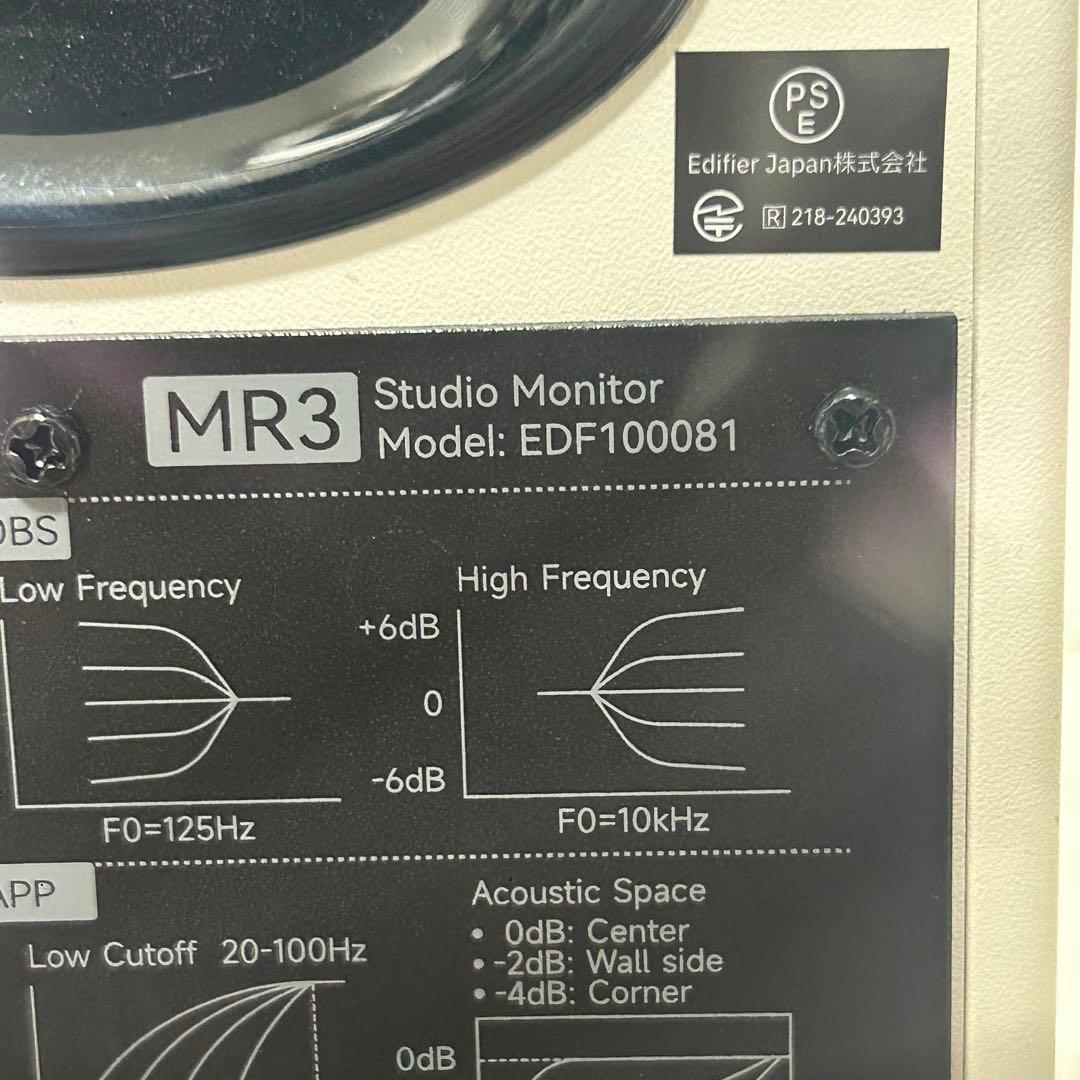 PS
E
Edifier Japan株式会社
R 218-240393
MR3
Studio Monitor
Model: EDF100081
OBS
Low Frequency
High Frequency
+6dB
0
-6dB
F0=125Hz
F0=10kHz
APP
Low Cutoff 20-100Hz
Acoustic Space
• 0dB: Center
• -2dB: Wall side
• -4dB: Corner
0dB